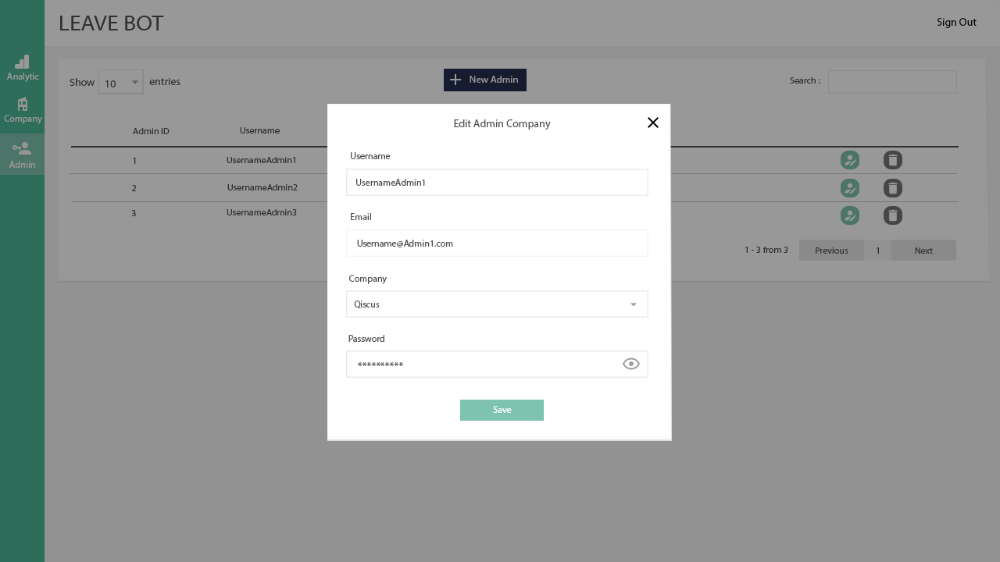 LEAVE BOT
Sign Out
Analytic
Company
Admin
Show 10 entries
New Admin
Search :
Admin ID Username
1 UsernameAdmin1
2 UsernameAdmin2
3 UsernameAdmin3
1 - 3 from 3 Previous 1 Next
Edit Admin Company
Username
UsernameAdmin1
Email
Username@Admin1.com
Company
Qiscus
Password
**********
Save